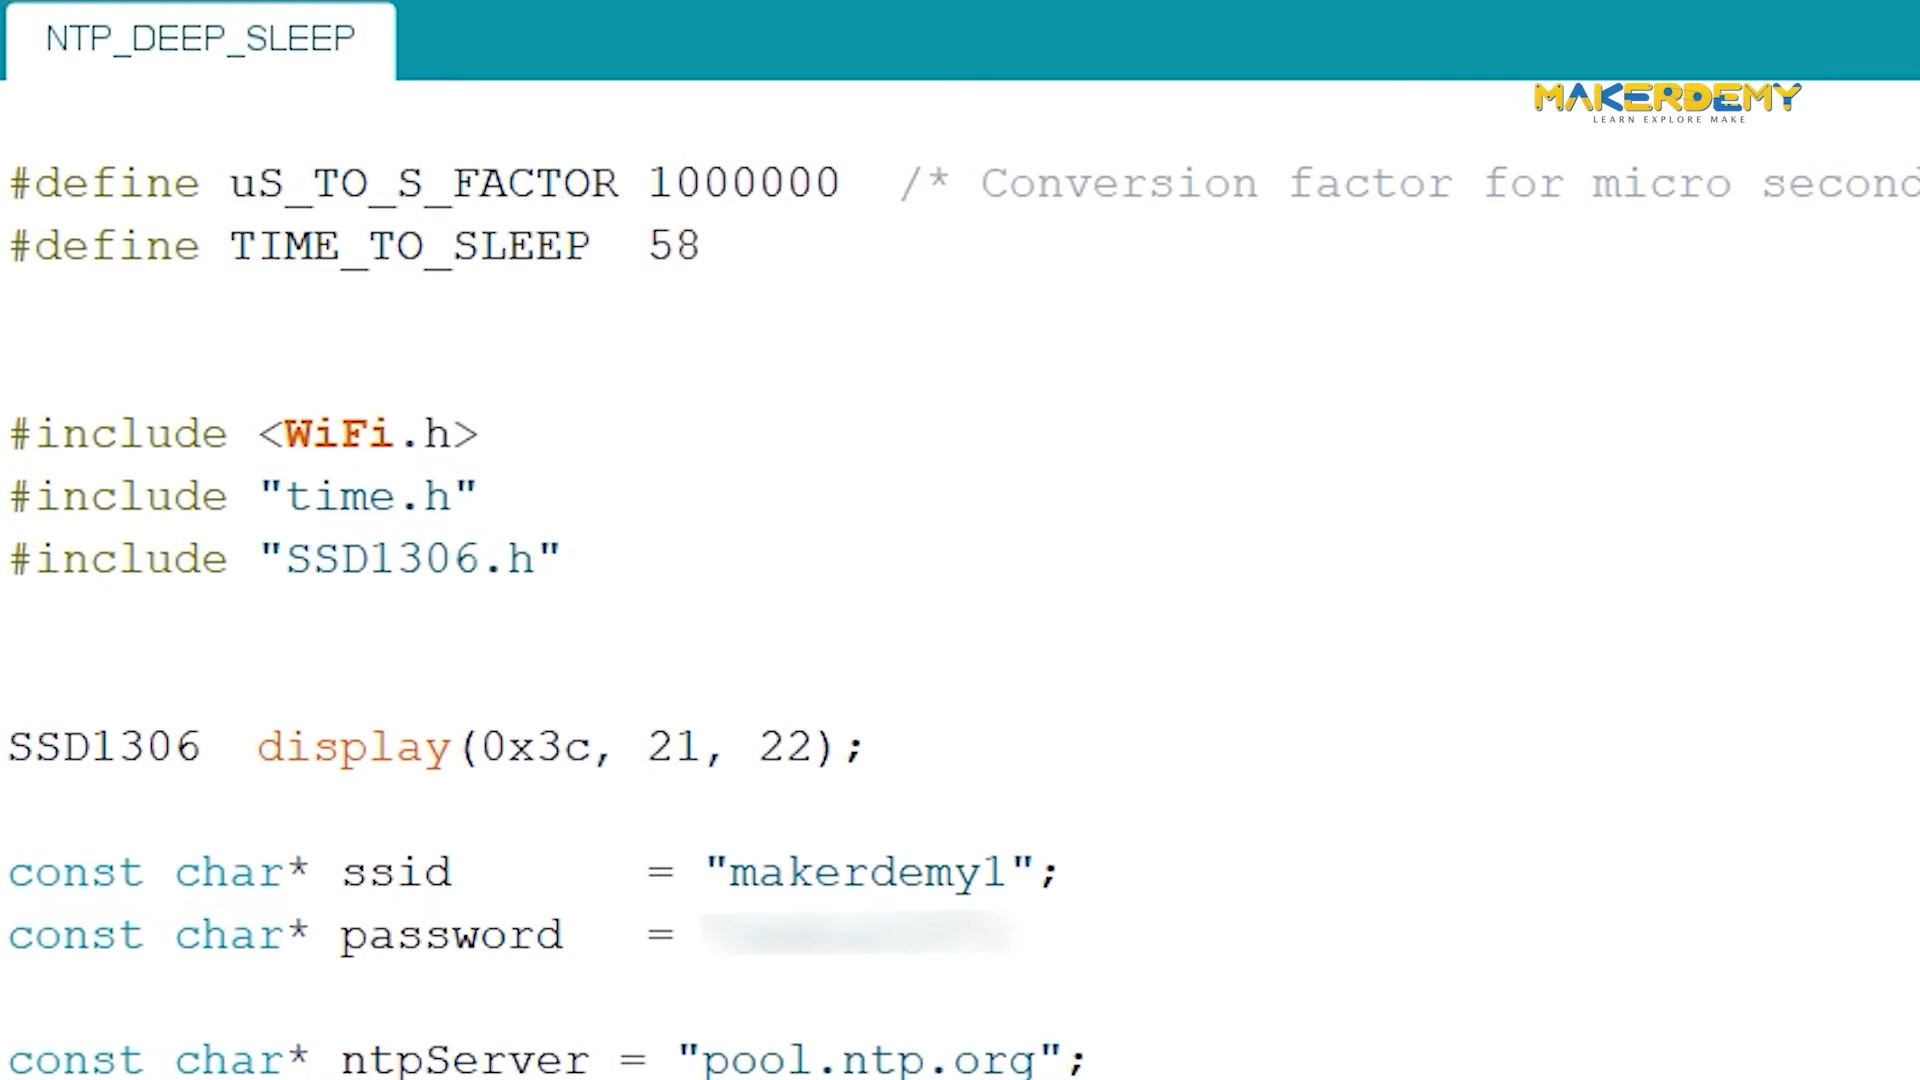 NTP_DEEP_SLEEP
MAKERDEMY
LEARN EXPLORE MAKE
#define uS_TO_S_FACTOR 1000000  /* Conversion factor for micro second
#define TIME_TO_SLEEP  58
#include <WiFi.h>
#include "time.h"
#include "SSD1306.h"
SSD1306  display(0x3c, 21, 22);
const char* ssid       = "makerdemy1";
const char* password   =
const char* ntpServer = "pool.ntp.org";